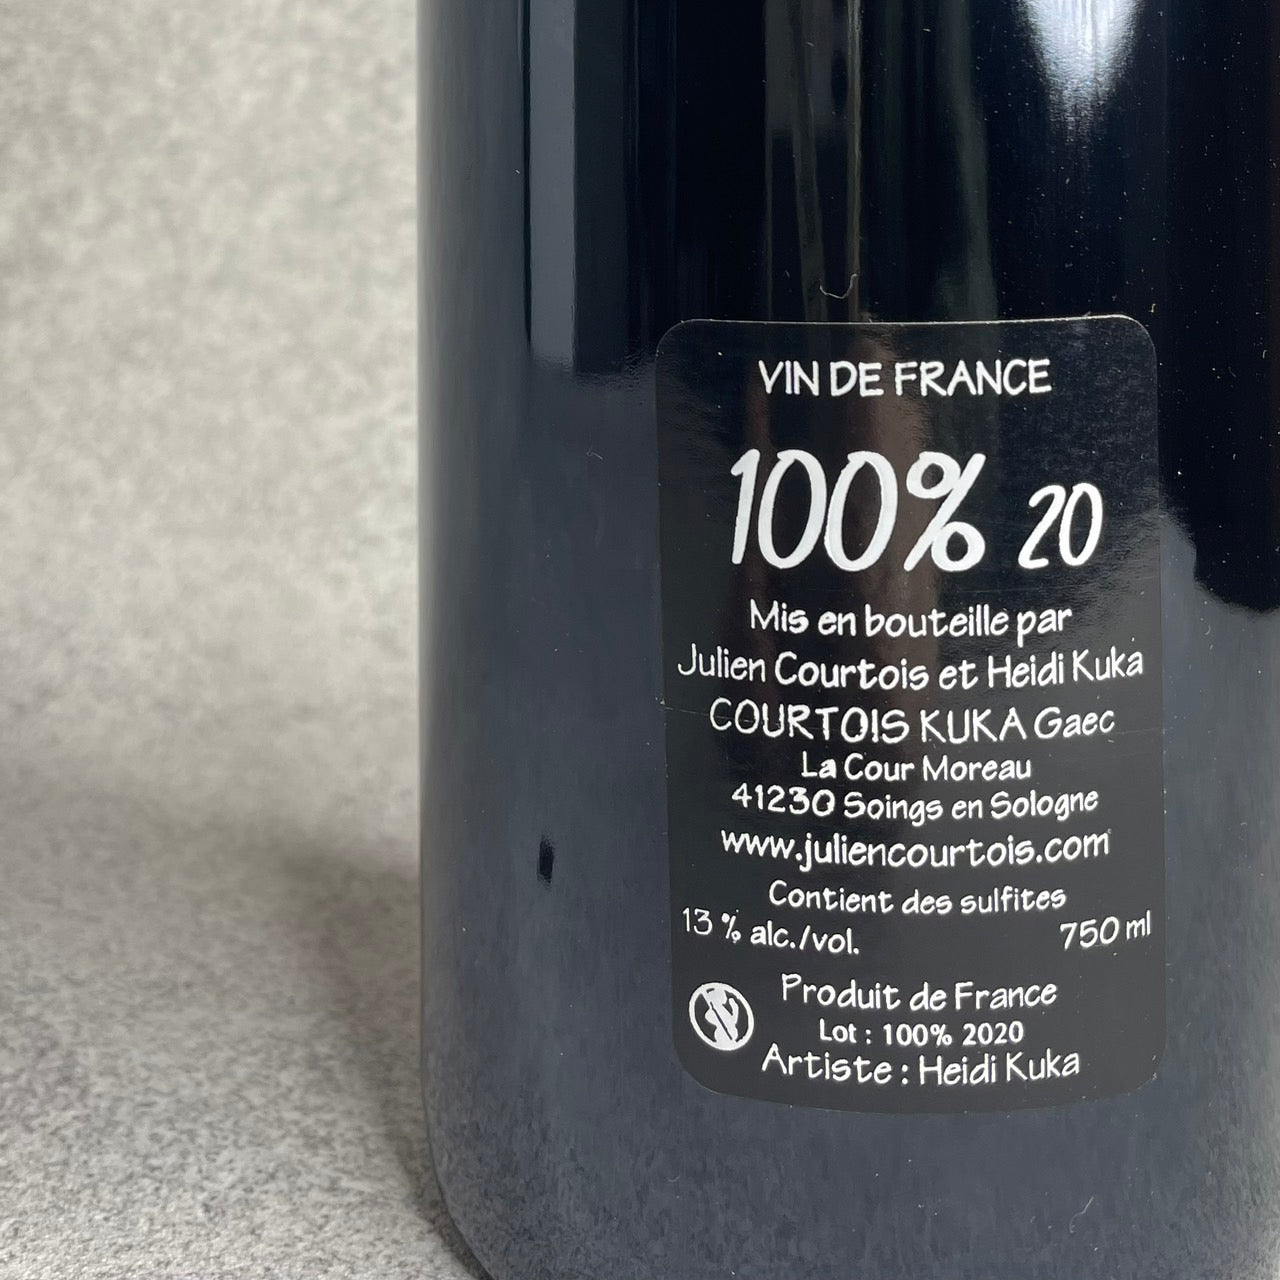 VIN DE FRANCE
100% 20
Mis en bouteille par
Julien Courtois et Heidi Kuka
COURTOIS KUKA Gaec
La Cour Moreau
41230 Soings en Sologne
www.juliencourtois.com
Contient des sulfites
13 % alc./vol. 750 ml
Produit de France
Lot : 100% 2020
Artiste : Heidi Kuka